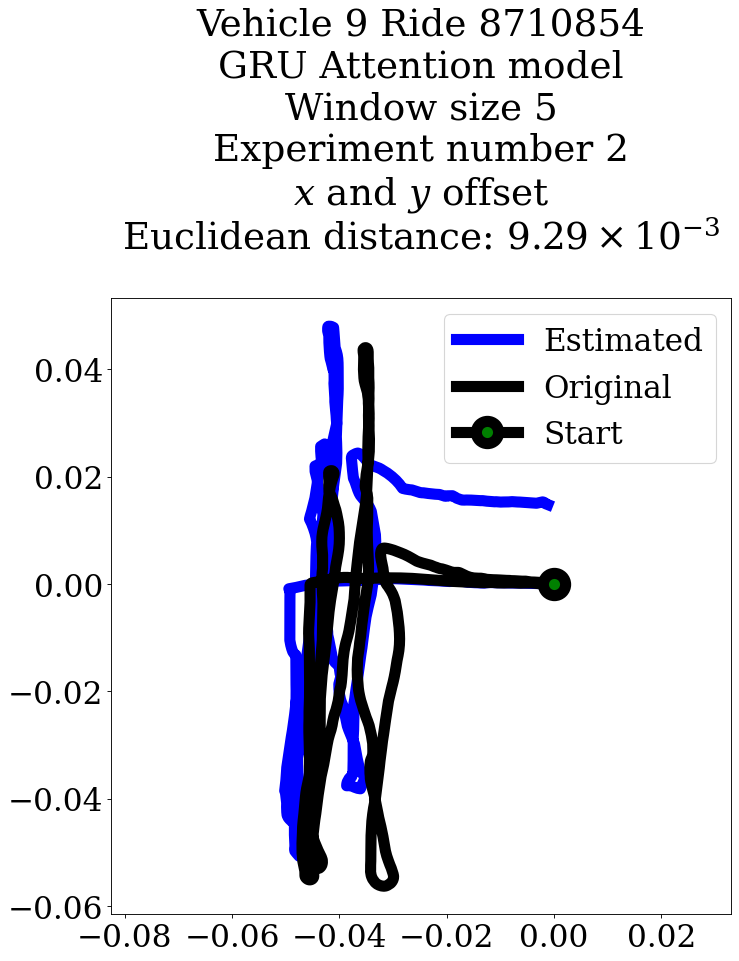 Vehicle 9 Ride 8710854
GRU Attention model
Window size 5
Experiment number 2
x and y offset
Euclidean distance: 9.29 × 10⁻³
Estimated
Original
Start
0.04
0.02
0.00
−0.02
−0.04
−0.06
−0.08 −0.06 −0.04 −0.02 0.00 0.02